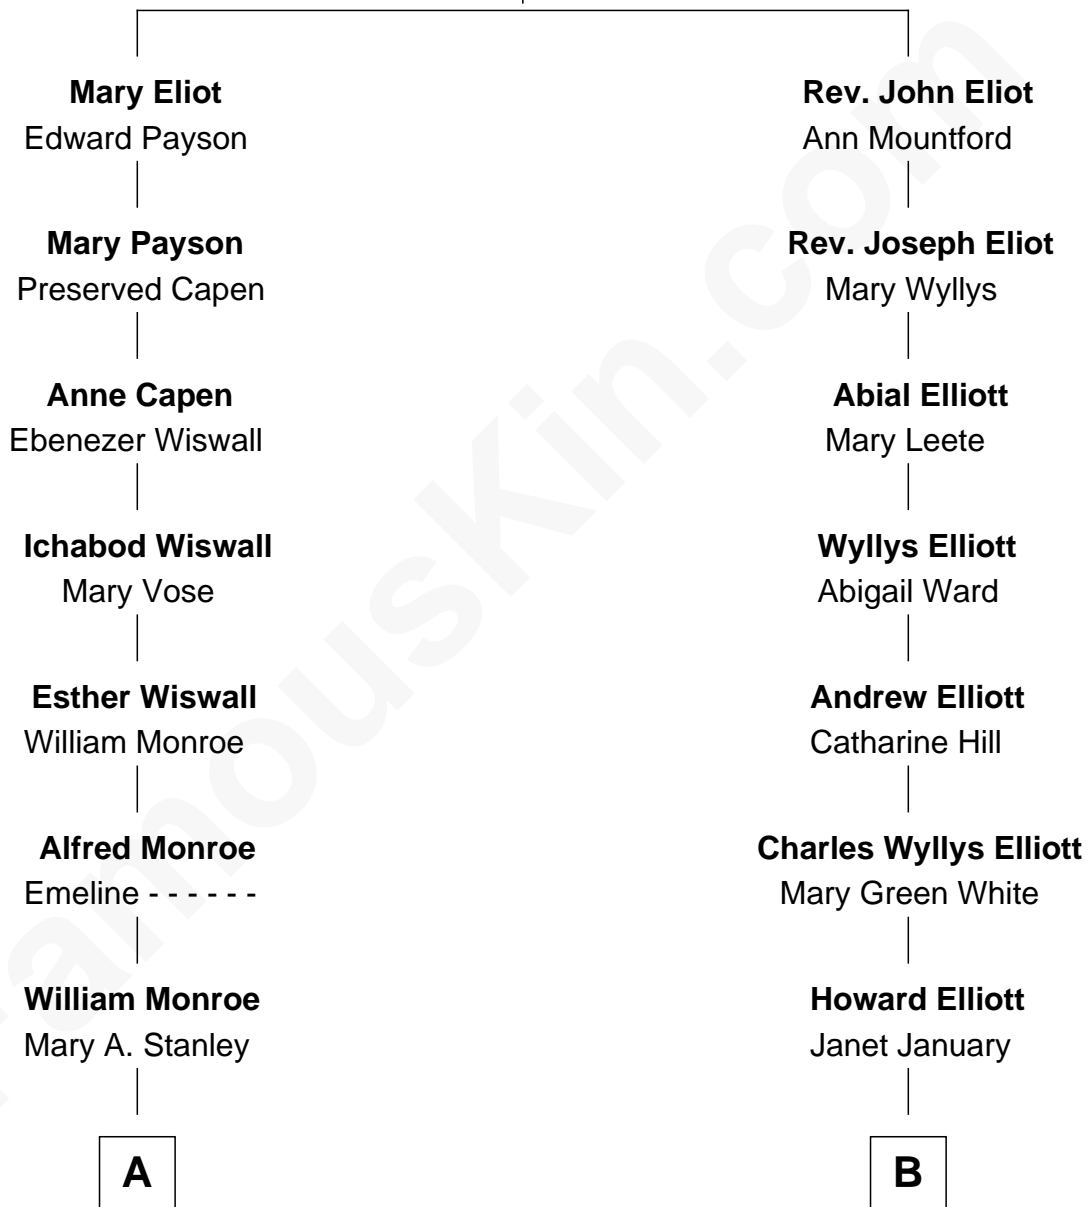 Mary Eliot
Edward Payson
Mary Payson
Preserved Capen
Anne Capen
Ebenezer Wiswall
Ichabod Wiswall
Mary Vose
Esther Wiswall
William Monroe
Alfred Monroe
Emeline - - - - - -
William Monroe
Mary A. Stanley
A
Rev. John Eliot
Ann Mountford
Rev. Joseph Eliot
Mary Wyllys
Abial Elliott
Mary Leete
Wyllys Elliott
Abigail Ward
Andrew Elliott
Catharine Hill
Charles Wyllys Elliott
Mary Green White
Howard Elliott
Janet January
B
FamousKin.com